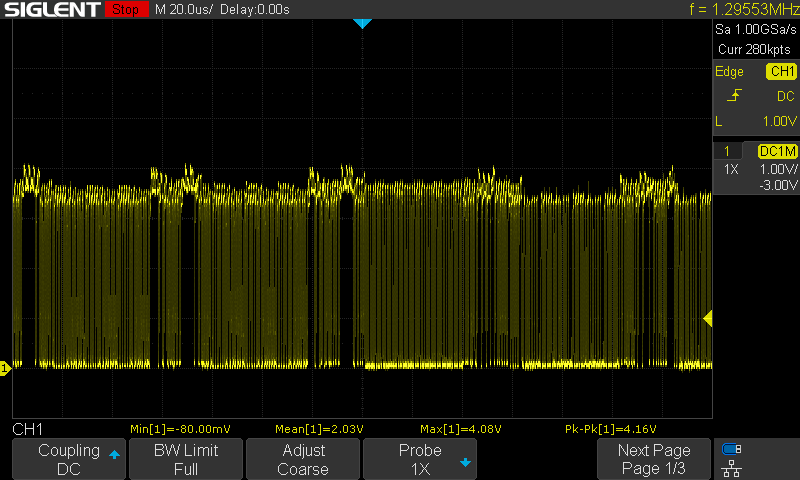 SIGLENT Stop M 20.0us/ Delay:0.00s f = 1.29553MHz
Sa 1.00GSa/s
Curr 280kpts
Edge CH1
DC
L 1.00V
1 DC1M
1X 1.00V/
-3.00V
1
CH1 Min[1]=-80.00mV Mean[1]=2.03V Max[1]=4.08V Pk-Pk[1]=4.16V
Coupling BW Limit Adjust Probe Next Page
DC Full Coarse 1X Page 1/3